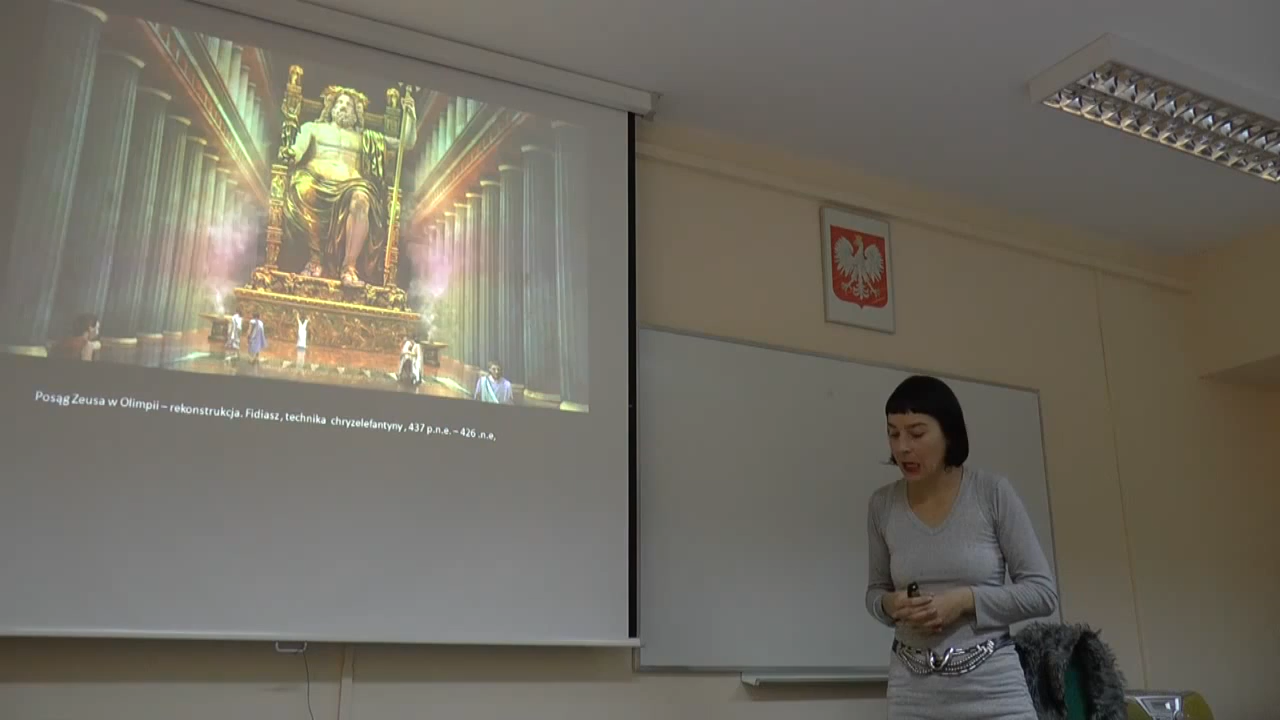 Posąg Zeusa w Olimpii – rekonstrukcja. Fidiasz, technika chryzelefantyny, 437 p.n.e. – 426 .n.e,